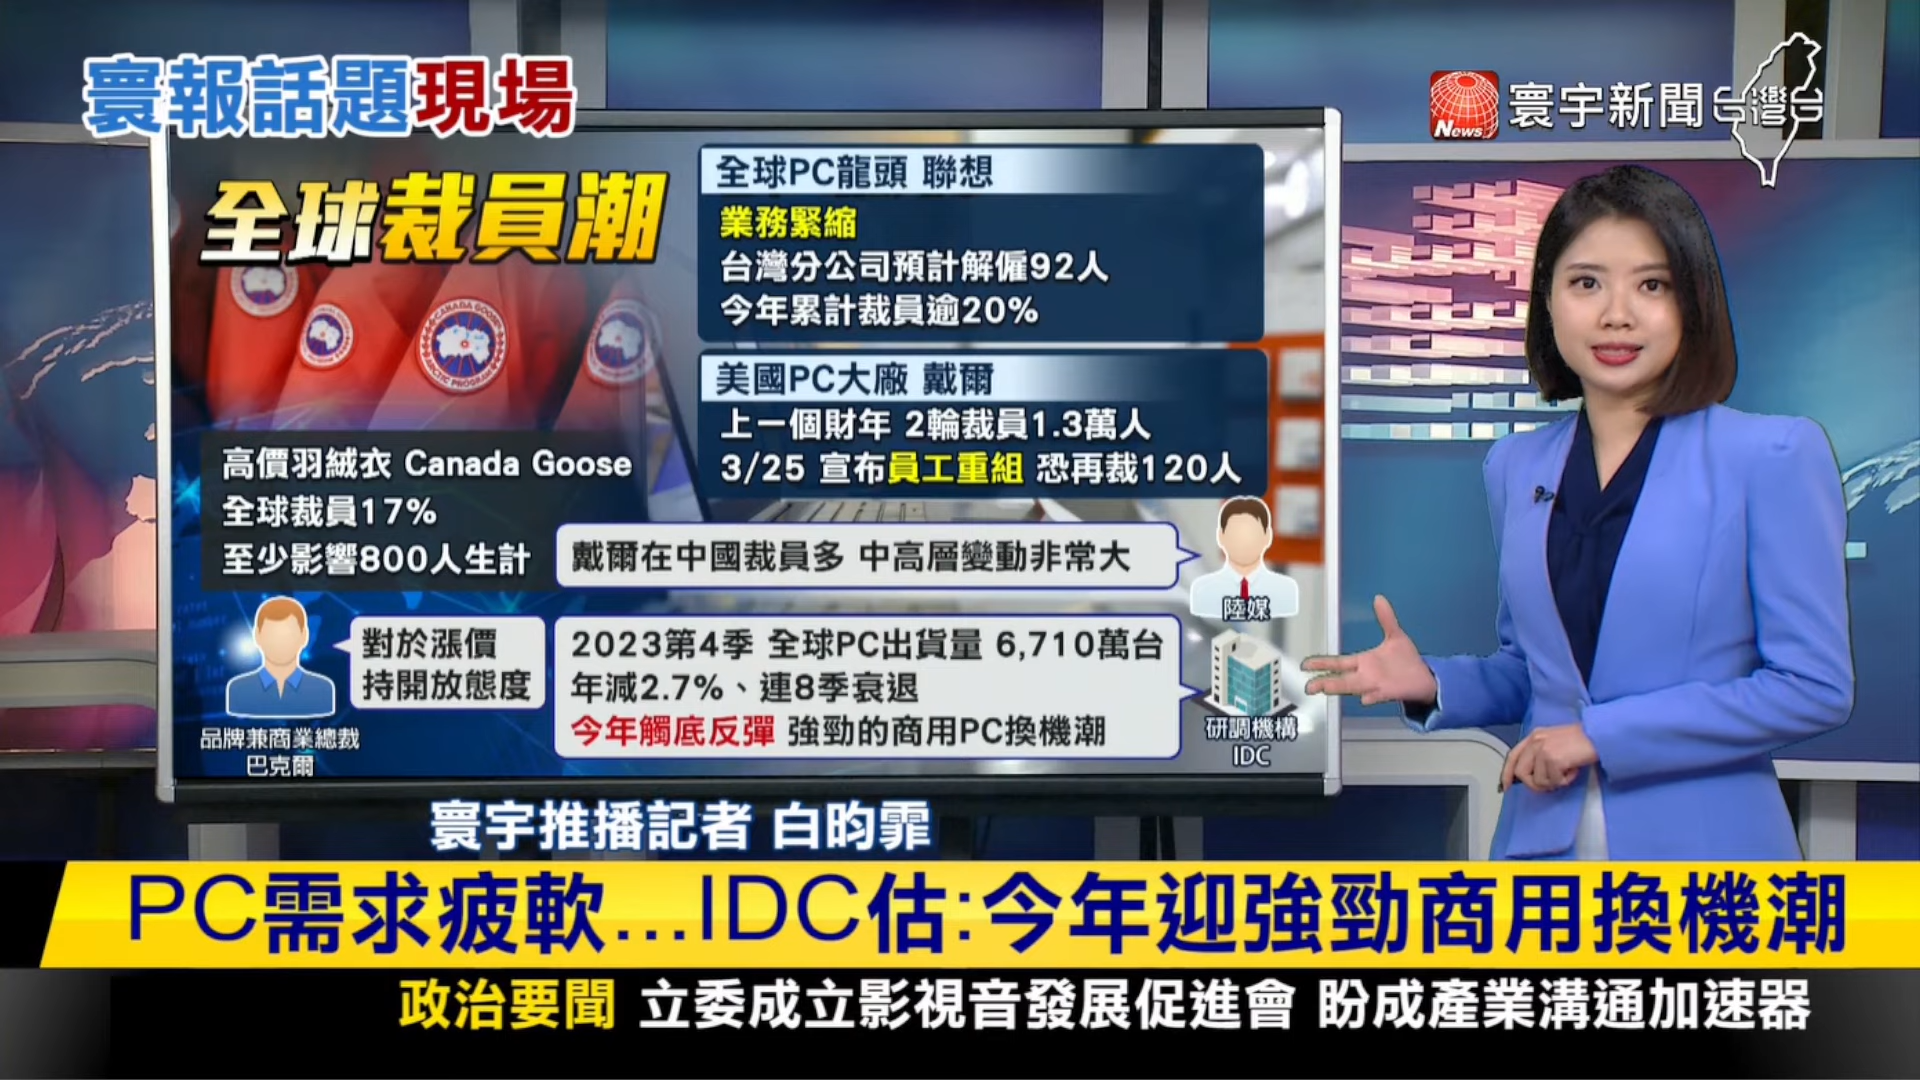 寰報話題現場
News
寰宇新聞台灣台
全球裁員潮
CANADA GOOSE
ARCTIC PROGRAM
高價羽絨衣 Canada Goose
全球裁員17%
至少影響800人生計
對於漲價
持開放態度
品牌兼商業總裁
巴克爾
全球PC龍頭 聯想
業務緊縮
台灣分公司預計解僱92人
今年累計裁員逾20%
美國PC大廠 戴爾
上一個財年 2輪裁員1.3萬人
3/25 宣布員工重組 恐再裁120人
戴爾在中國裁員多 中高層變動非常大
陸媒
2023第4季 全球PC出貨量 6,710萬台
年減2.7%、連8季衰退
今年觸底反彈 強勁的商用PC換機潮
研調機構
IDC
寰宇推播記者 白昀霏
PC需求疲軟...IDC估:今年迎強勁商用換機潮
政治要聞 立委成立影視音發展促進會 盼成產業溝通加速器